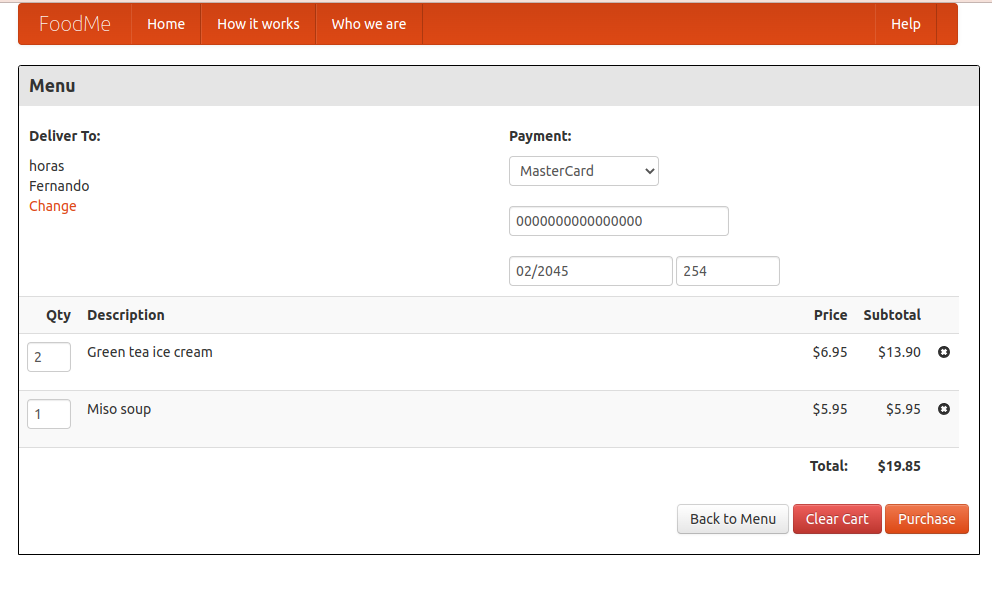 FoodMe Home How it works Who we are Help
Menu
Deliver To:
horas
Fernando
Change
Payment:
MasterCard
0000000000000000
02/2045 254
Qty Description Price Subtotal
2 Green tea ice cream $6.95 $13.90
1 Miso soup $5.95 $5.95
Total: $19.85
Back to Menu Clear Cart Purchase